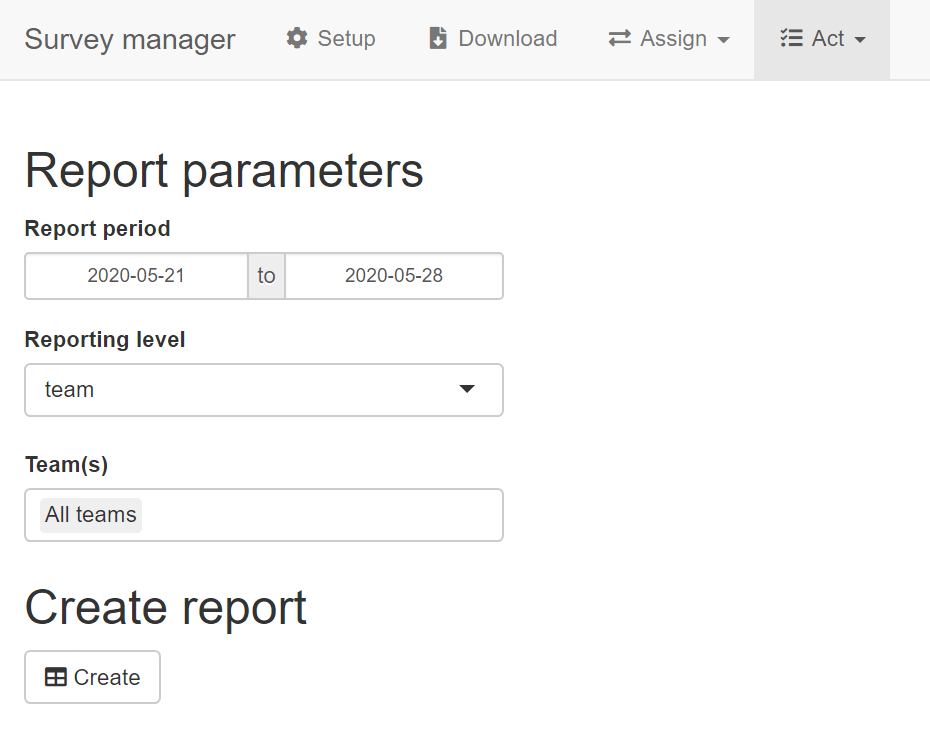 Survey manager Setup Download Assign Act
Report parameters
Report period
2020-05-21 to 2020-05-28
Reporting level
team
Team(s)
All teams
Create report
Create